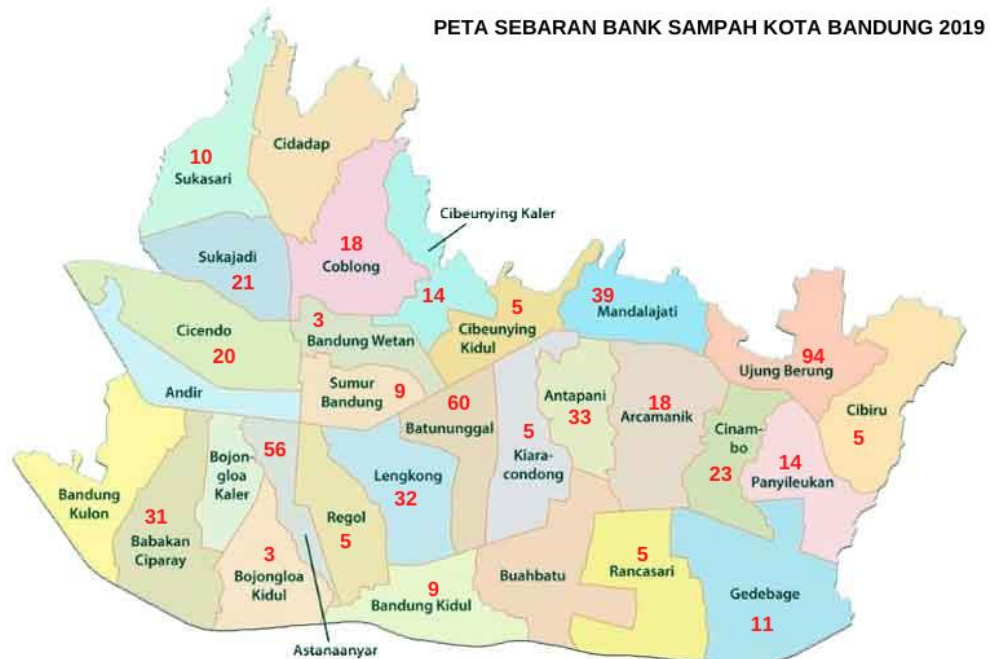 PETA SEBARAN BANK SAMPAH KOTA BANDUNG 2019
Cidadap
10
Sukasari
Cibeunying Kaler
18
Coblong
Sukajadi
21
14
5
Cibeunying
Kidul
39
Mandalajati
3
Bandung Wetan
Cicendo
20
94
Ujung Berung
Andir
Sumur
Bandung
9
60
Batununggal
Antapani
33
18
Arcamanik
Cibiru
5
56
Bojon-
gloa
Kaler
5
Kiara-
condong
Cinam-
bo
23
14
Panyileukan
Bandung
Kulon
Lengkong
32
31
Babakan
Ciparay
Regol
5
3
Bojongloa
Kidul
9
Bandung Kidul
Buahbatu
5
Rancasari
Gedebage
11
Astanaanyar